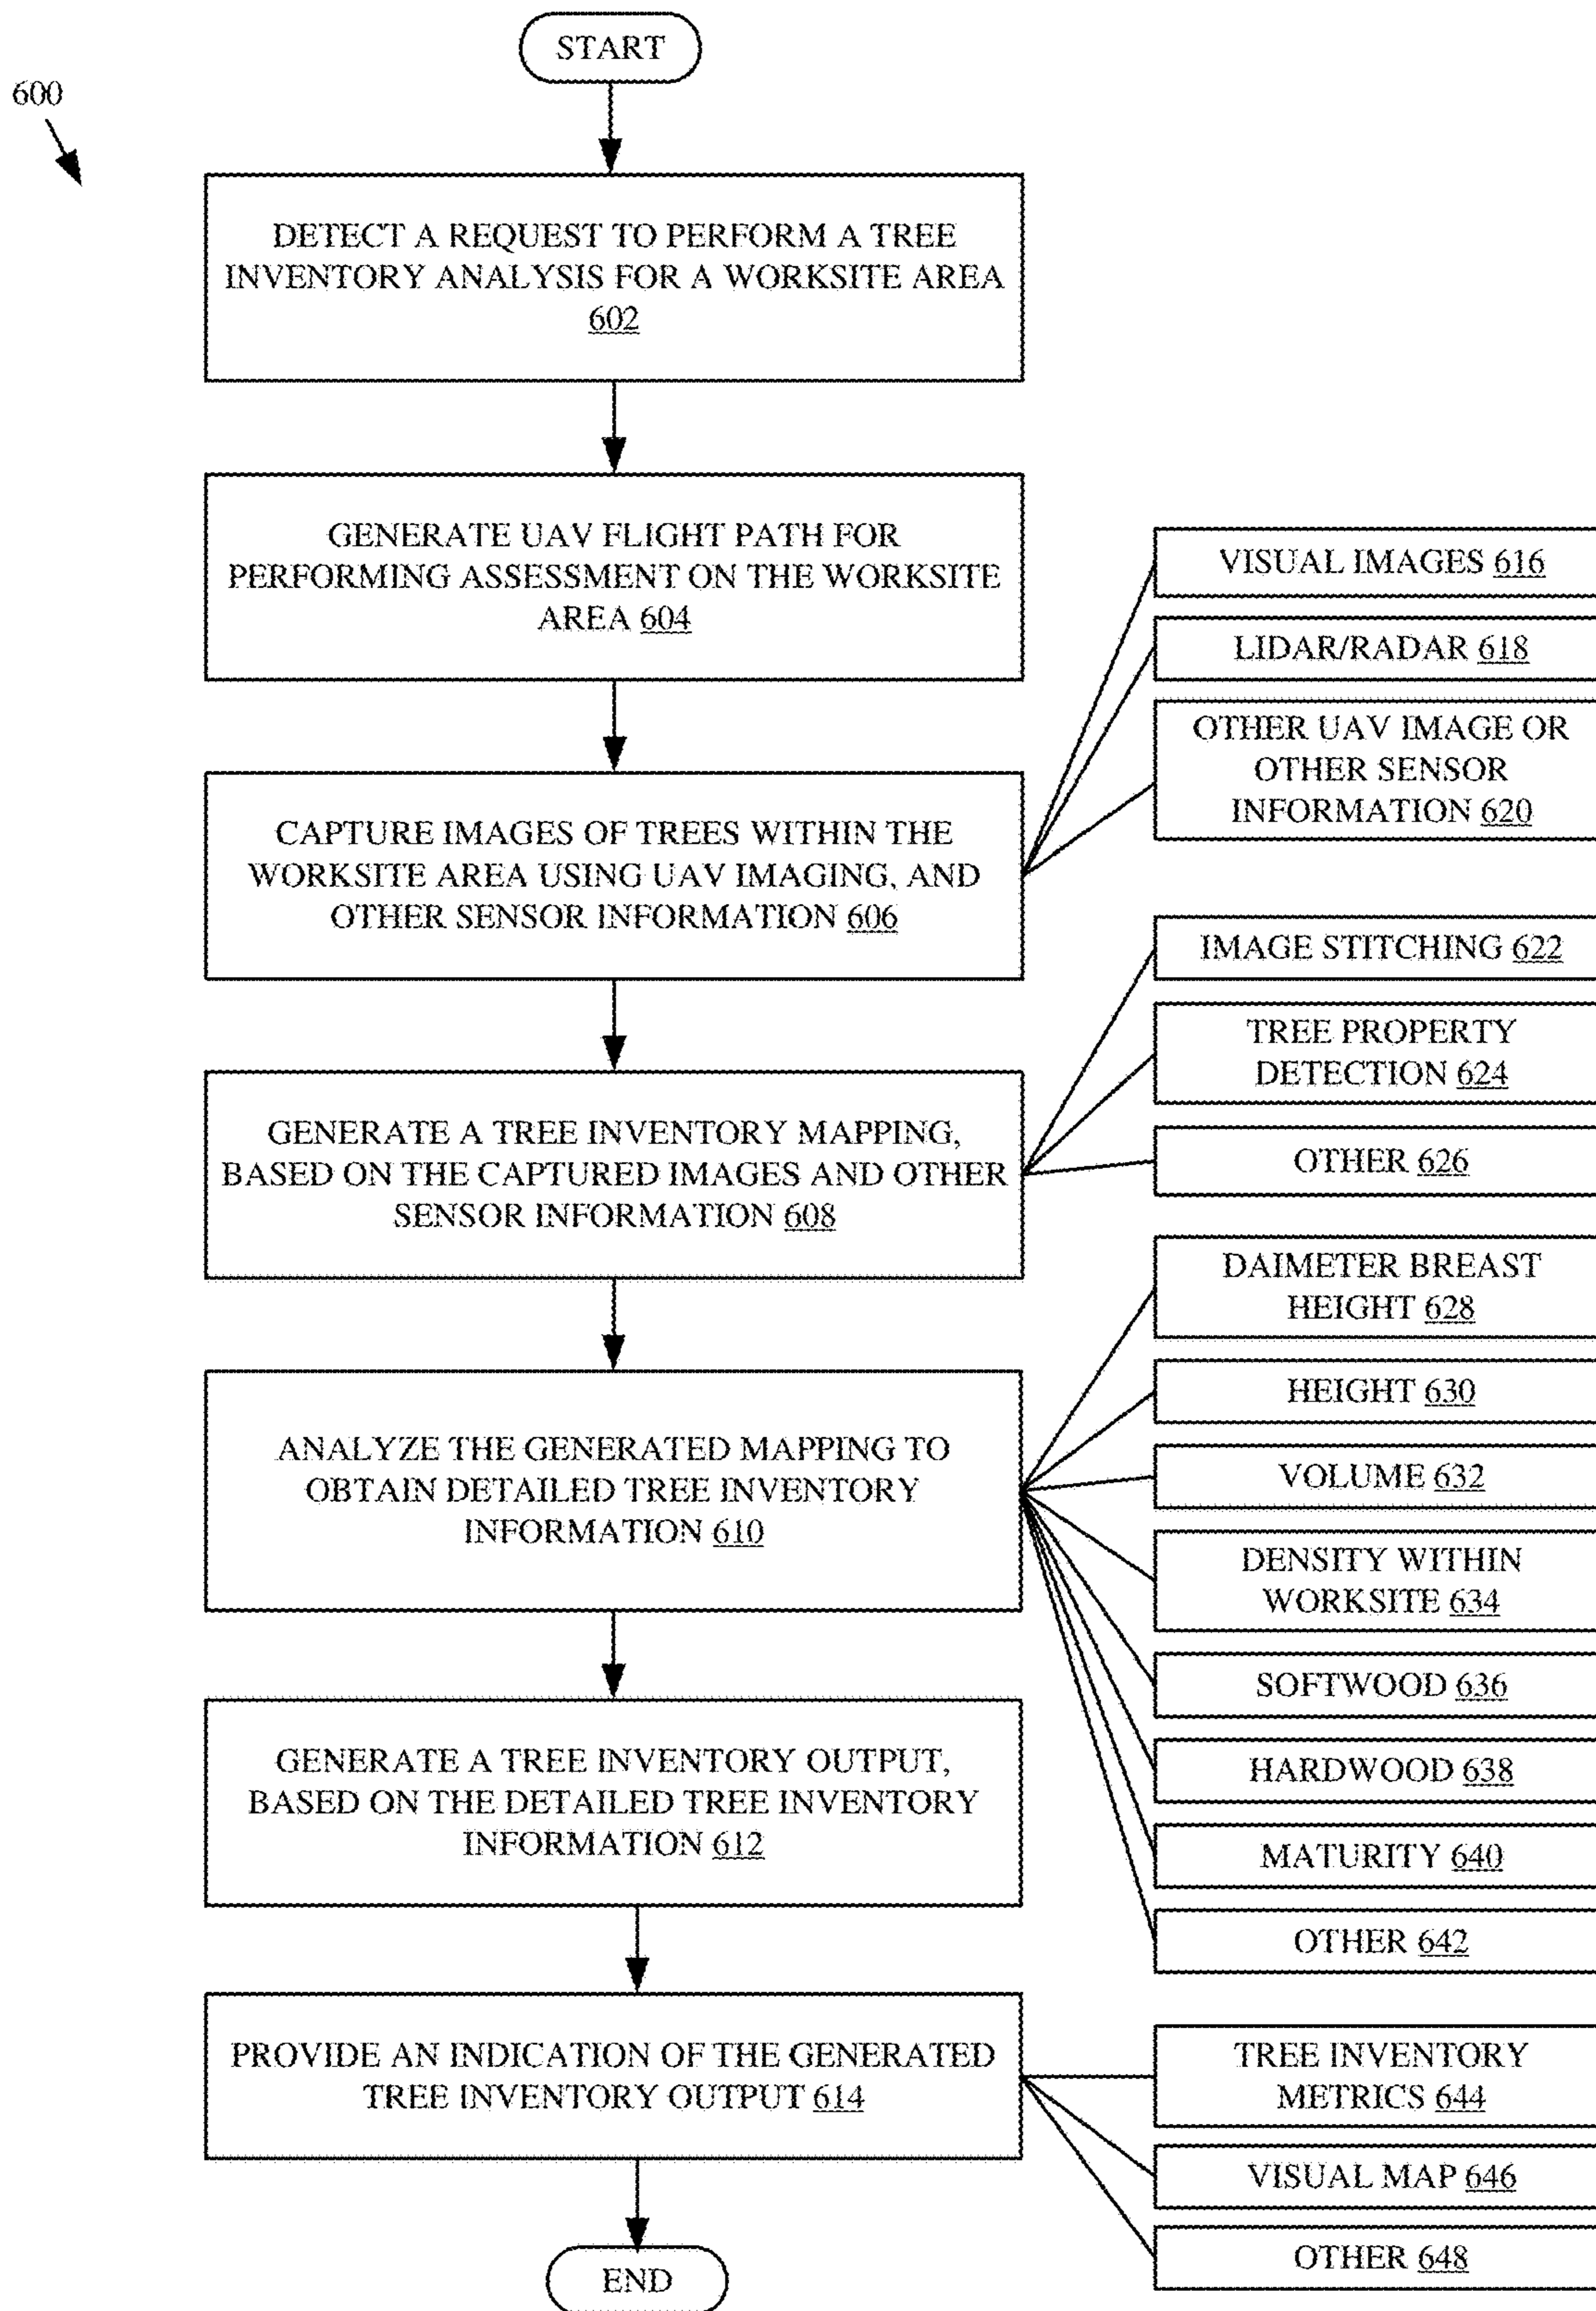 START
600
DETECT A REQUEST TO PERFORM A TREE
INVENTORY ANALYSIS FOR A WORKSITE AREA
602
GENERATE UAV FLIGHT PATH FOR
PERFORMING ASSESSMENT ON THE WORKSITE
AREA 604
VISUAL IMAGES 616
LIDAR/RADAR 618
OTHER UAV IMAGE OR
OTHER SENSOR
INFORMATION 620
CAPTURE IMAGES OF TREES WITHIN THE
WORKSITE AREA USING UAV IMAGING, AND
OTHER SENSOR INFORMATION 606
IMAGE STITCHING 622
TREE PROPERTY
DETECTION 624
OTHER 626
GENERATE A TREE INVENTORY MAPPING,
BASED ON THE CAPTURED IMAGES AND OTHER
SENSOR INFORMATION 608
DAIMETER BREAST
HEIGHT 628
HEIGHT 630
VOLUME 632
DENSITY WITHIN
WORKSITE 634
SOFTWOOD 636
HARDWOOD 638
MATURITY 640
OTHER 642
ANALYZE THE GENERATED MAPPING TO
OBTAIN DETAILED TREE INVENTORY
INFORMATION 610
GENERATE A TREE INVENTORY OUTPUT,
BASED ON THE DETAILED TREE INVENTORY
INFORMATION 612
PROVIDE AN INDICATION OF THE GENERATED
TREE INVENTORY OUTPUT 614
TREE INVENTORY
METRICS 644
VISUAL MAP 646
OTHER 648
END